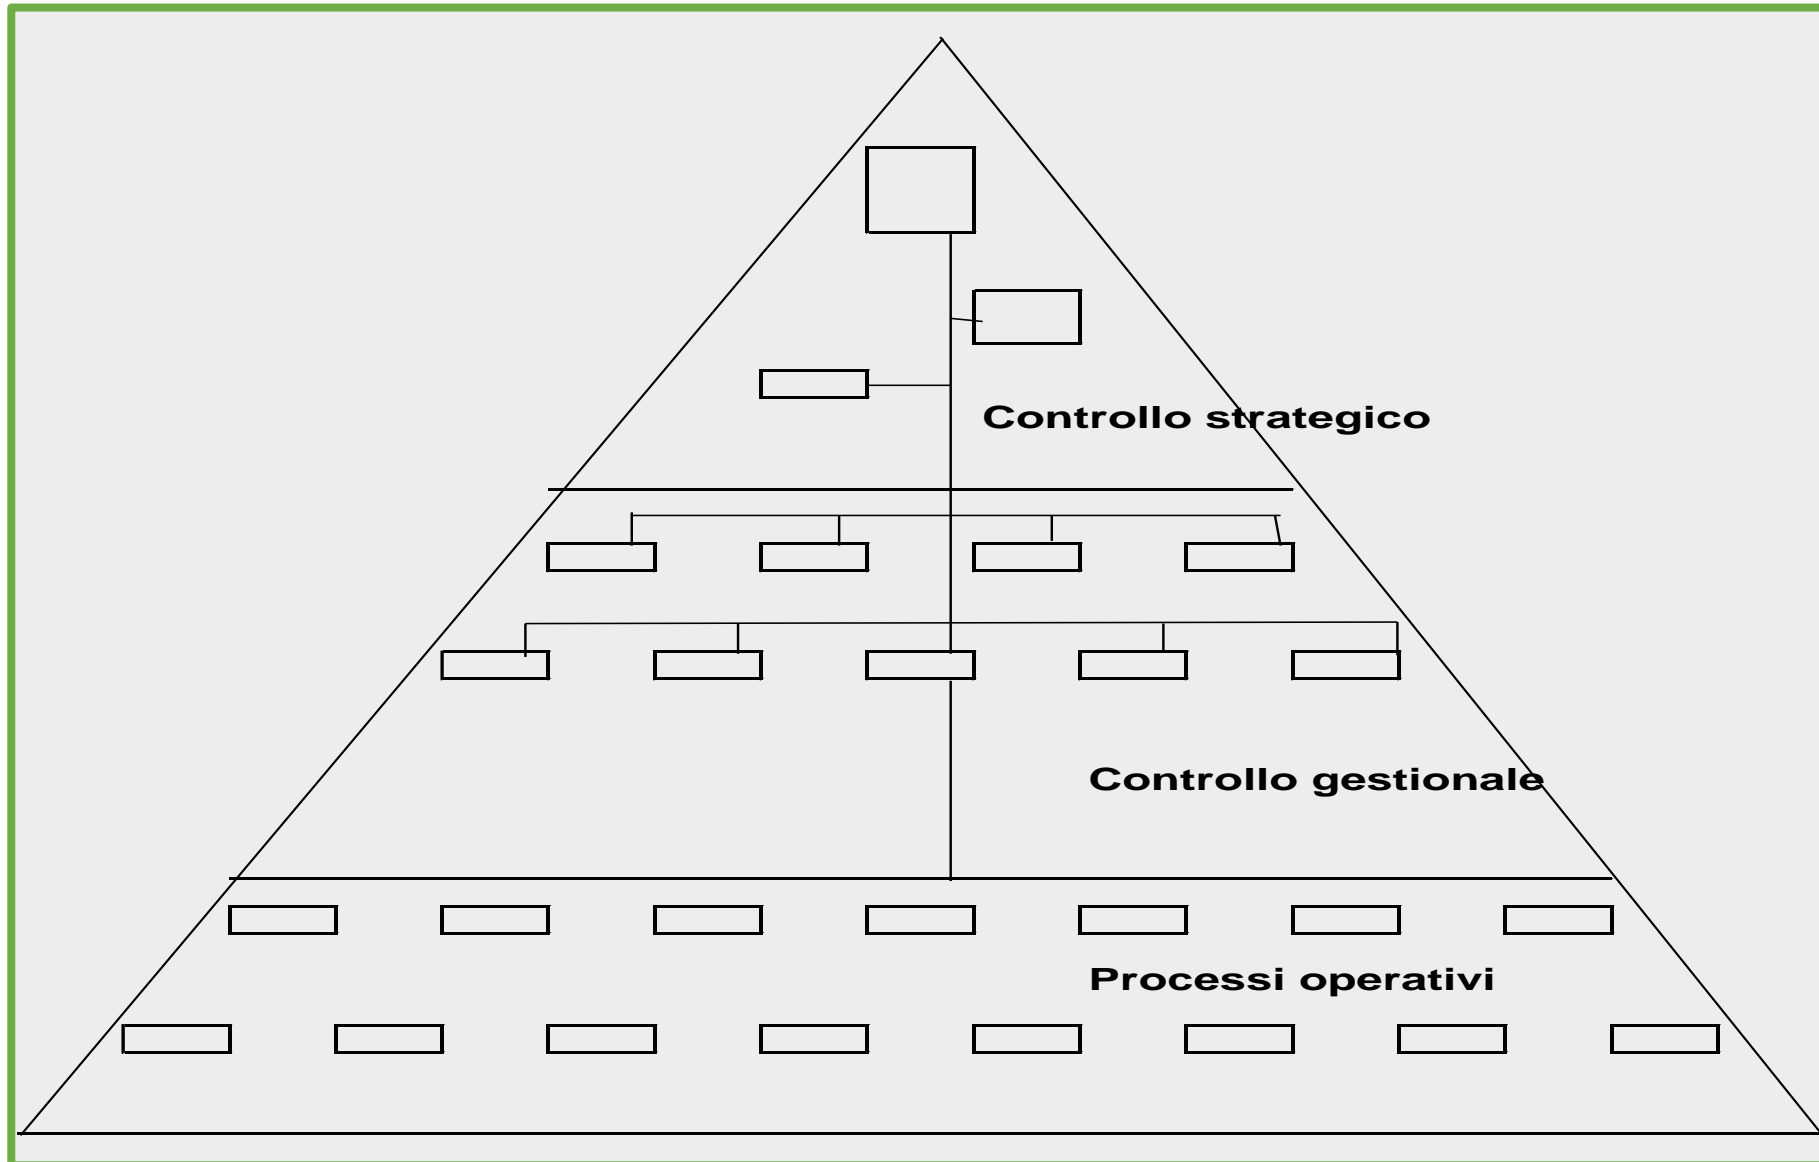 Controllo strategico
Controllo gestionale
Processi operativi